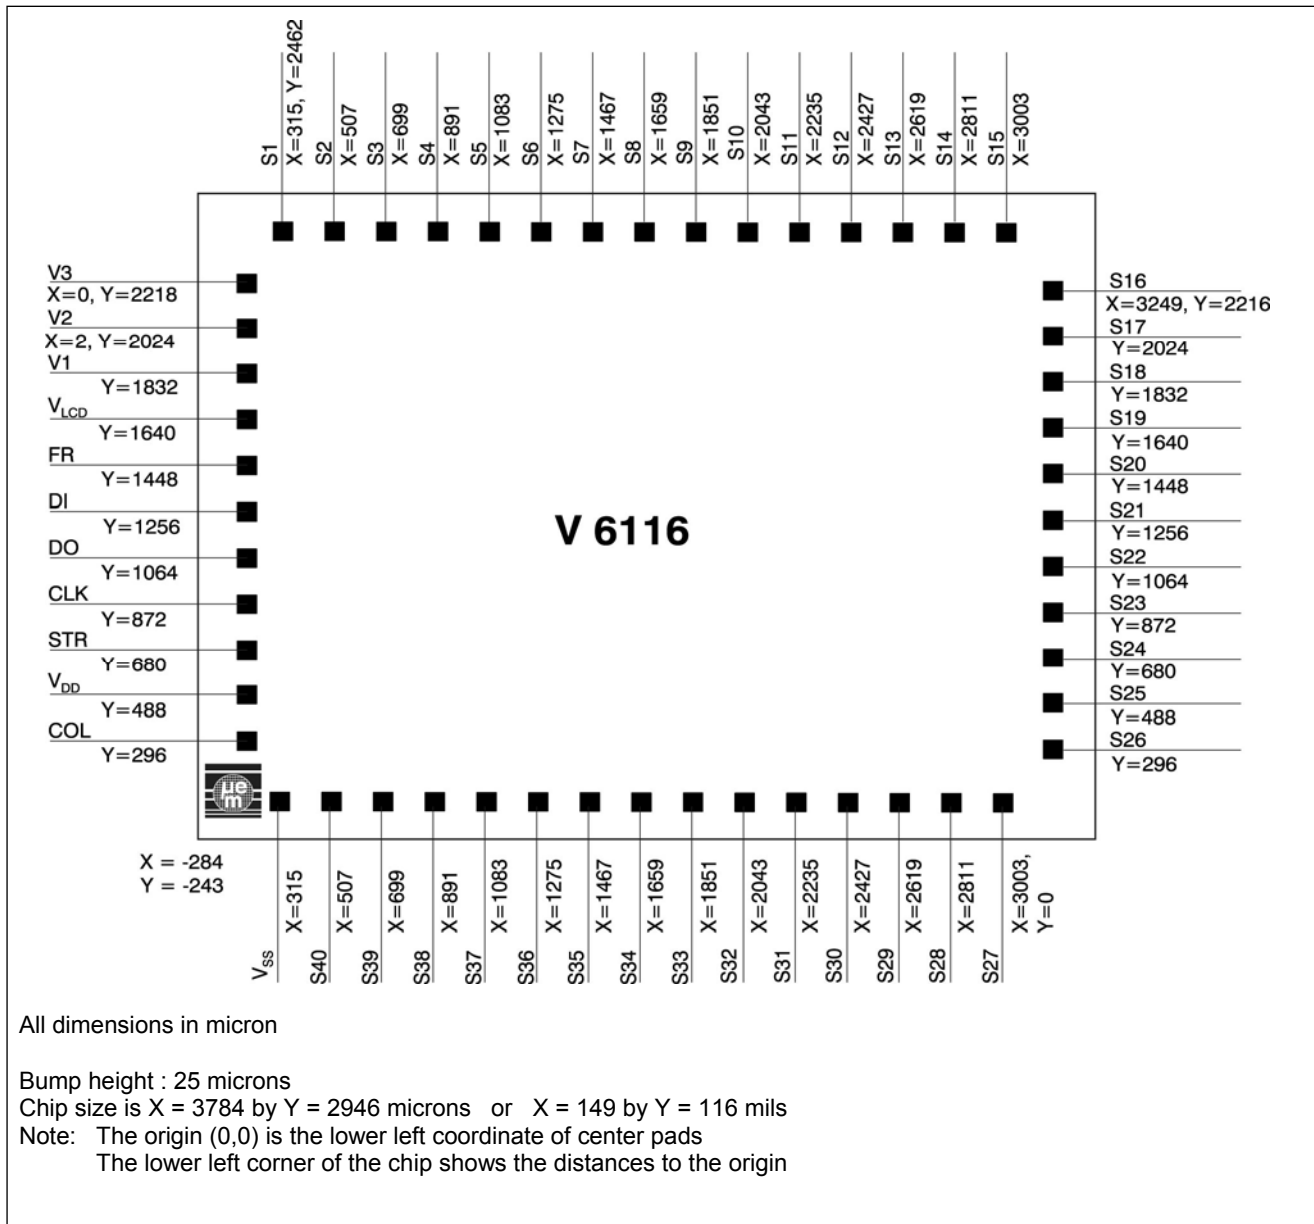 S1
X=315, Y=2462
S2
X=507
S3
X=699
S4
X=891
S5
X=1083
S6
X=1275
S7
X=1467
S8
X=1659
S9
X=1851
S10
X=2043
S11
X=2235
S12
X=2427
S13
X=2619
S14
X=2811
S15
X=3003
V3
X=0, Y=2218
V2
X=2, Y=2024
V1
Y=1832
VLCD
Y=1640
FR
Y=1448
DI
Y=1256
DO
Y=1064
CLK
Y=872
STR
Y=680
VDD
Y=488
COL
Y=296
V 6116
S16
X=3249, Y=2216
S17
Y=2024
S18
Y=1832
S19
Y=1640
S20
Y=1448
S21
Y=1256
S22
Y=1064
S23
Y=872
S24
Y=680
S25
Y=488
S26
Y=296
µe
m
X = -284
Y = -243
VSS
X=315
S40
X=507
S39
X=699
S38
X=891
S37
X=1083
S36
X=1275
S35
X=1467
S34
X=1659
S33
X=1851
S32
X=2043
S31
X=2235
S30
X=2427
S29
X=2619
S28
X=2811
S27
X=3003,
Y=0
All dimensions in micron
Bump height : 25 microns
Chip size is X = 3784 by Y = 2946 microns or X = 149 by Y = 116 mils
Note: The origin (0,0) is the lower left coordinate of center pads
The lower left corner of the chip shows the distances to the origin